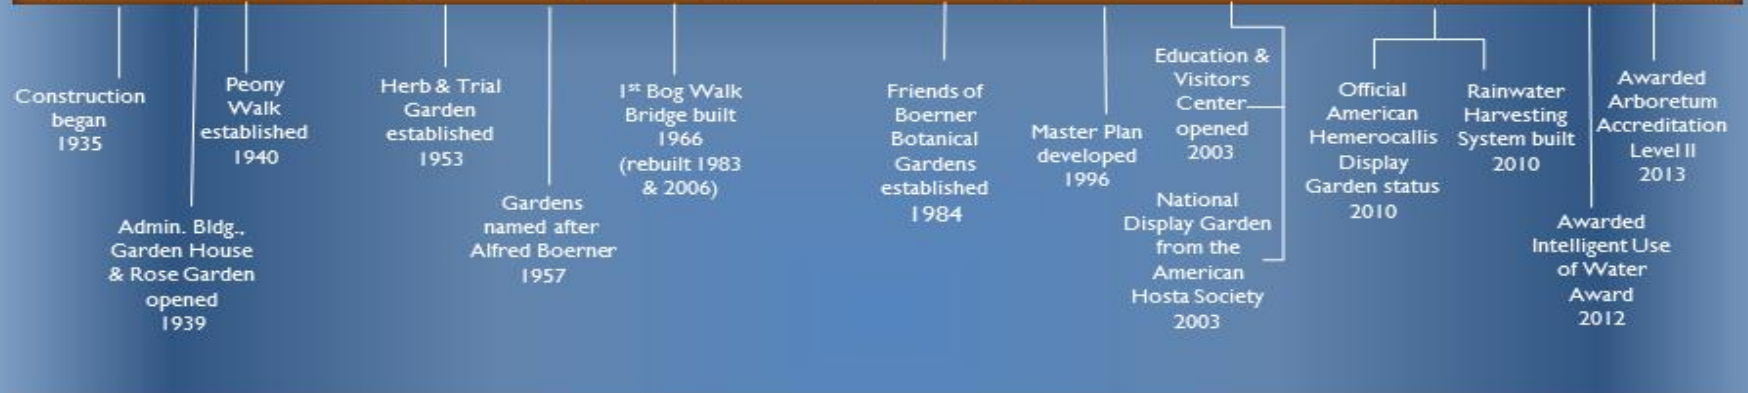 Construction
began
1935
Admin. Bldg.,
Garden House
& Rose Garden
opened
1939
Peony
Walk
established
1940
Herb & Trial
Garden
established
1953
Gardens
named after
Alfred Boerner
1957
1st Bog Walk
Bridge built
1966
(rebuilt 1983
& 2006)
Friends of
Boerner
Botanical
Gardens
established
1984
Master Plan
developed
1996
Education &
Visitors
Center
opened
2003
National
Display Garden
from the
American
Hosta Society
2003
Official
American
Hemerocallis
Display
Garden status
2010
Rainwater
Harvesting
System built
2010
Awarded
Intelligent Use
of Water
Award
2012
Awarded
Arboretum
Accreditation
Level II
2013